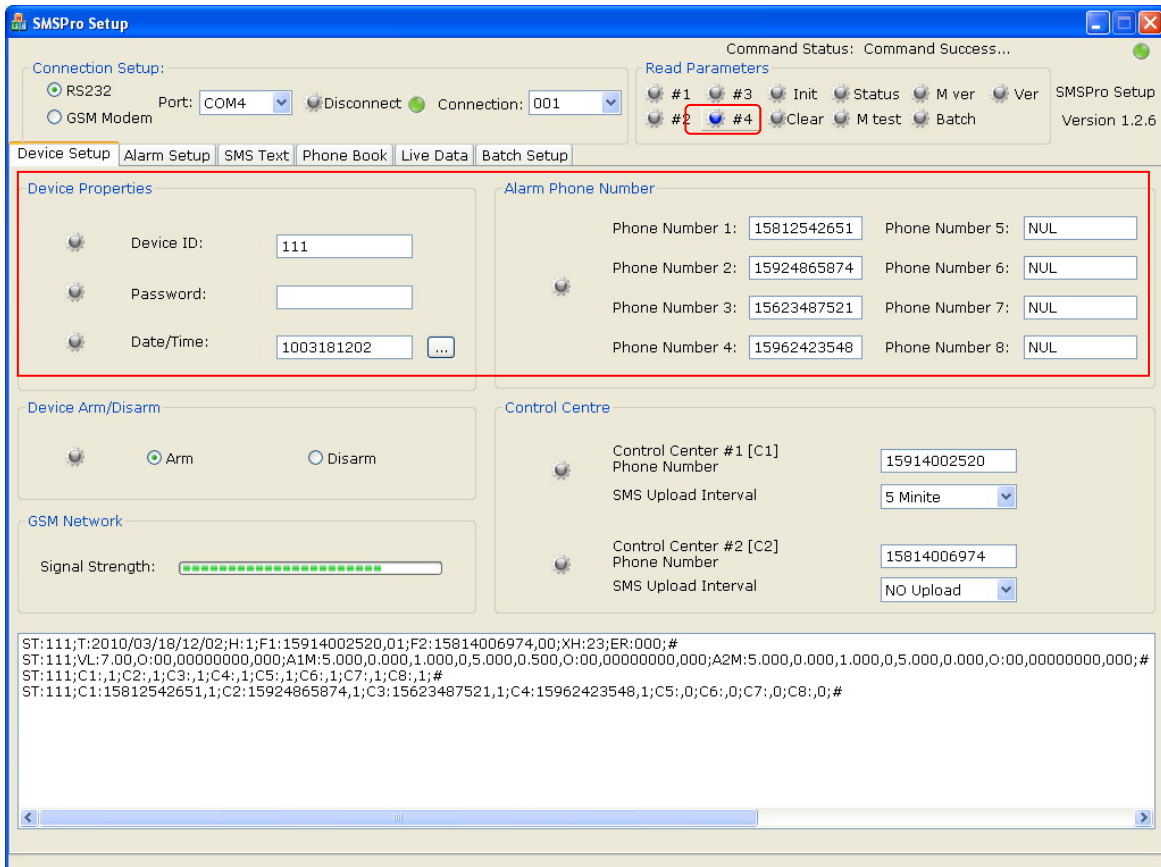 SMSPro Setup
Command Status: Command Success...
Connection Setup:
Read Parameters
RS232
GSM Modem
Port: COM4
Disconnect
Connection: 001
#1 #3 Init Status M ver Ver
#2 #4 Clear M test Batch
SMSPro Setup
Version 1.2.6
Device Setup Alarm Setup SMS Text Phone Book Live Data Batch Setup
Device Properties
Device ID: 111
Password:
Date/Time: 1003181202 ...
Alarm Phone Number
Phone Number 1: 15812542651 Phone Number 5: NUL
Phone Number 2: 15924865874 Phone Number 6: NUL
Phone Number 3: 15623487521 Phone Number 7: NUL
Phone Number 4: 15962423548 Phone Number 8: NUL
Device Arm/Disarm
Arm Disarm
GSM Network
Signal Strength:
Control Centre
Control Center #1 [C1]
Phone Number 15914002520
SMS Upload Interval 5 Minite
Control Center #2 [C2]
Phone Number 15814006974
SMS Upload Interval NO Upload
ST:111;T:2010/03/18/12/02;H:1;F1:15914002520,01;F2:15814006974,00;XH:23;ER:000;#
ST:111;VL:7.00,O:00,00000000,000;A1M:5.000,0.000,1.000,0,5.000,0.500,O:00,00000000,000;A2M:5.000,0.000,1.000,0,5.000,0.000,O:00,00000000,000;#
ST:111;C1:,1;C2:,1;C3:,1;C4:,1;C5:,1;C6:,1;C7:,1;C8:,1;#
ST:111;C1:15812542651,1;C2:15924865874,1;C3:15623487521,1;C4:15962423548,1;C5:,0;C6:,0;C7:,0;C8:,0;#